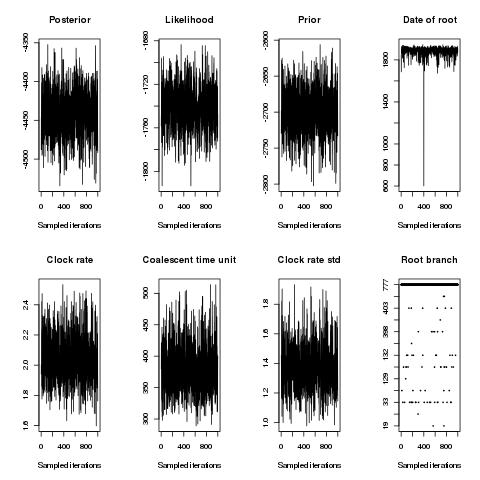 Posterior
-4350
-4400
-4450
-4500
0 400 800
Sampled iterations
Likelihood
-1680
-1720
-1760
-1800
0 400 800
Sampled iterations
Prior
-2600
-2650
-2700
-2750
-2800
0 400 800
Sampled iterations
Date of root
1800
1400
1000
800
600
0 400 800
Sampled iterations
Clock rate
2.4
2.2
2.0
1.8
1.6
0 400 800
Sampled iterations
Coalescent time unit
500
450
400
350
300
0 400 800
Sampled iterations
Clock rate std
1.8
1.6
1.4
1.2
1.0
0 400 800
Sampled iterations
Root branch
777
403
398
132
129
33
19
0 400 800
Sampled iterations